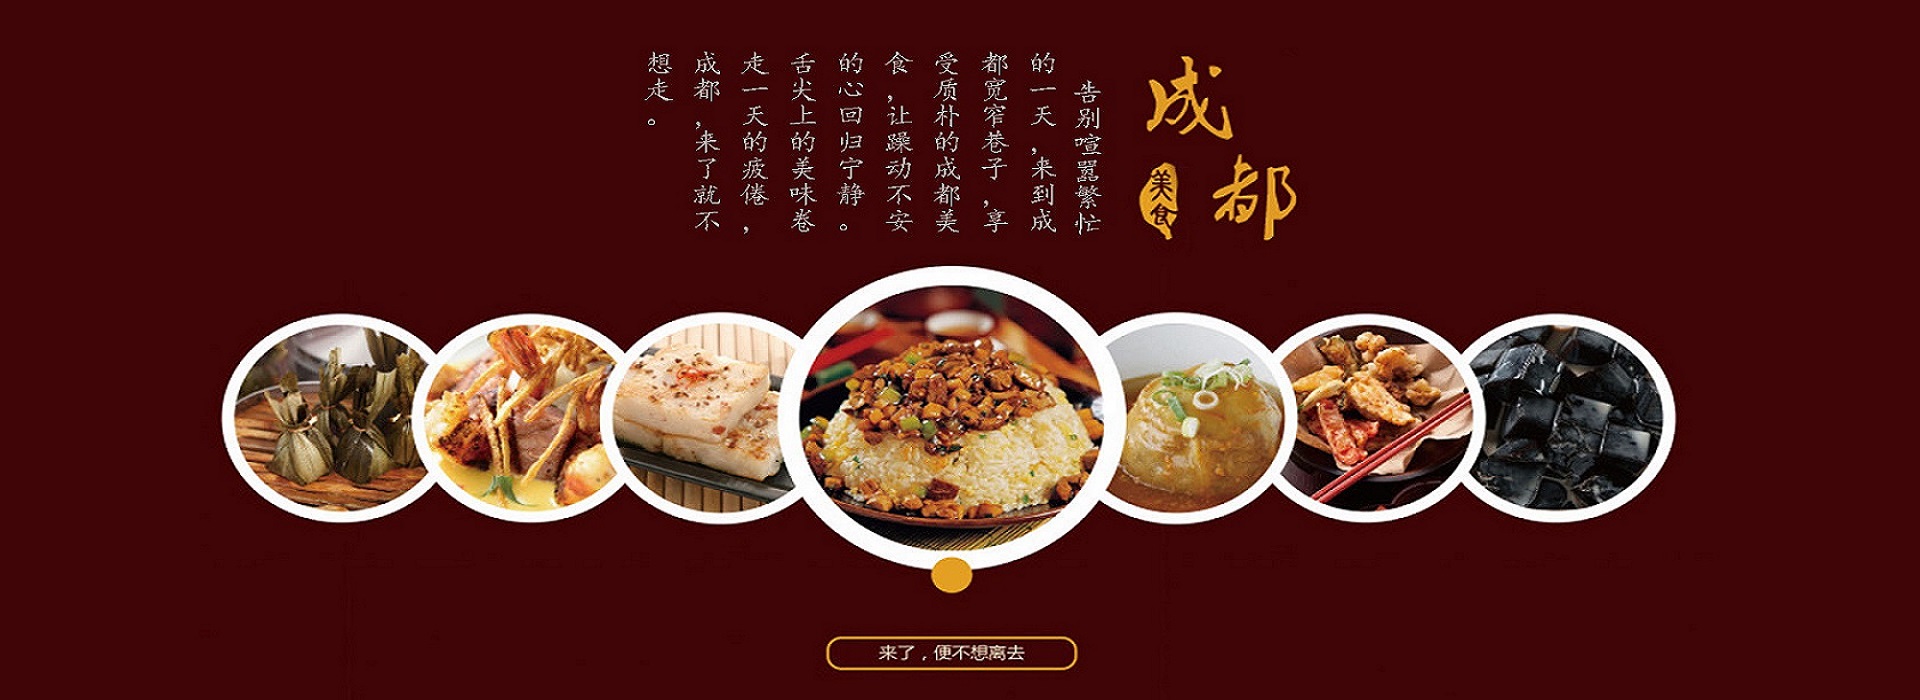 成都
美食
告别喧嚣繁忙
的一天,来到成
都宽窄巷子,享
受质朴的成都美
食,让躁动不安
的心回归宁静。
舌尖上的美味卷
走一天的疲倦,
成都,来了就不
想走。
来了,便不想离去